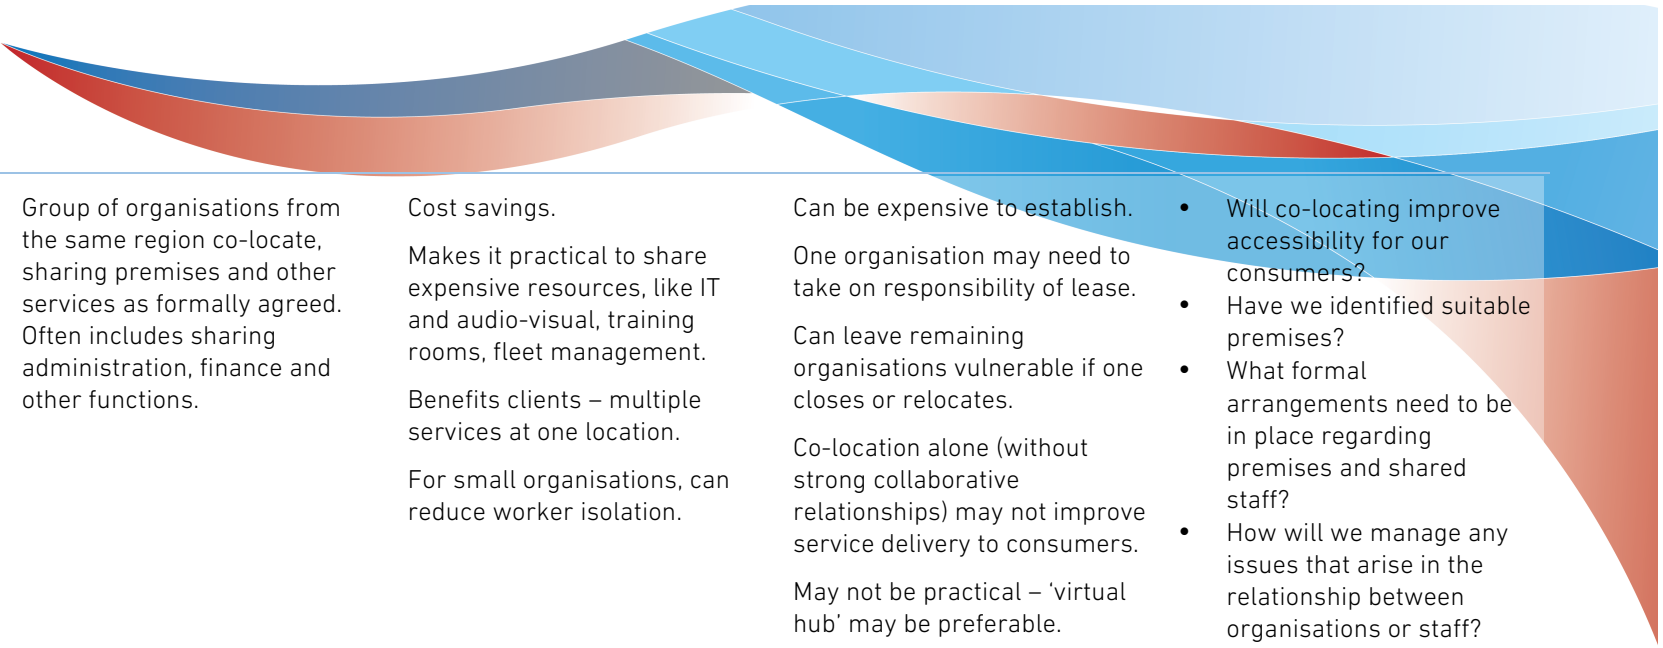 Group of organisations from
the same region co-locate,
sharing premises and other
services as formally agreed.
Often includes sharing
administration, finance and
other functions.
Cost savings.
Makes it practical to share
expensive resources, like IT
and audio-visual, training
rooms, fleet management.
Benefits clients – multiple
services at one location.
For small organisations, can
reduce worker isolation.
Can be expensive to establish.
One organisation may need to
take on responsibility of lease.
Can leave remaining
organisations vulnerable if one
closes or relocates.
Co-location alone (without
strong collaborative
relationships) may not improve
service delivery to consumers.
May not be practical – ‘virtual
hub’ may be preferable.
• Will co-locating improve
accessibility for our
consumers?
• Have we identified suitable
premises?
• What formal
arrangements need to be
in place regarding
premises and shared
staff?
• How will we manage any
issues that arise in the
relationship between
organisations or staff?